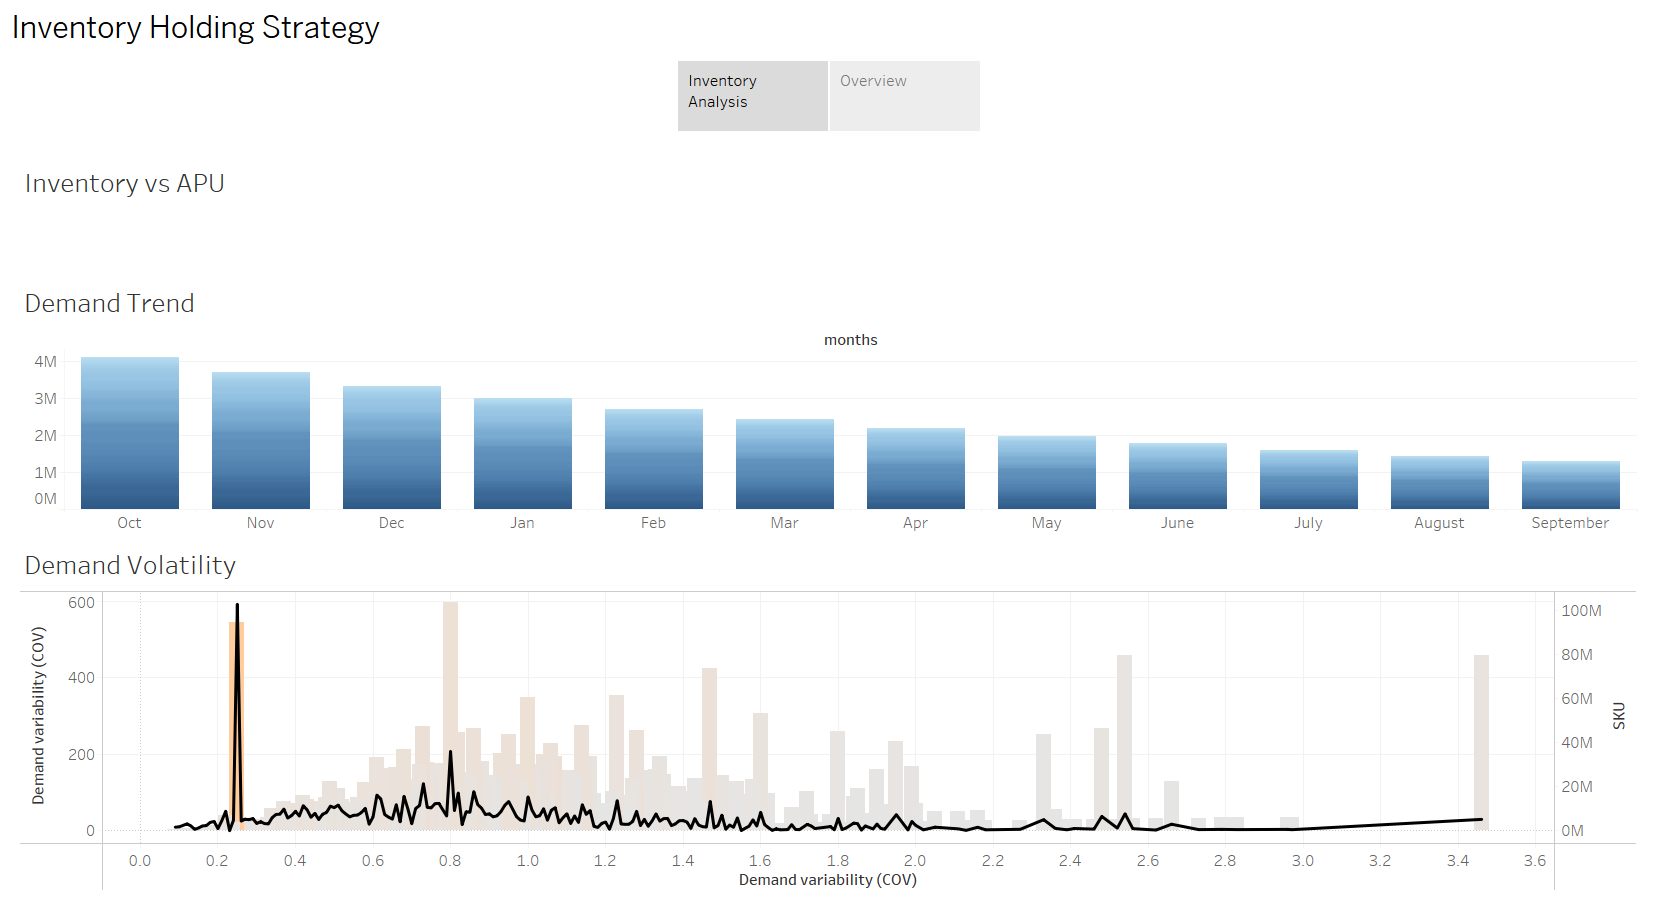 Inventory Holding Strategy
Inventory
Analysis
Overview
Inventory vs APU
Demand Trend
months
4M
3M
2M
1M
0M
Oct Nov Dec Jan Feb Mar Apr May June July August September
Demand Volatility
Demand variability (COV)
600
400
200
0
100M
80M
60M
40M
20M
0M
SKU
0.0 0.2 0.4 0.6 0.8 1.0 1.2 1.4 1.6 1.8 2.0 2.2 2.4 2.6 2.8 3.0 3.2 3.4 3.6
Demand variability (COV)